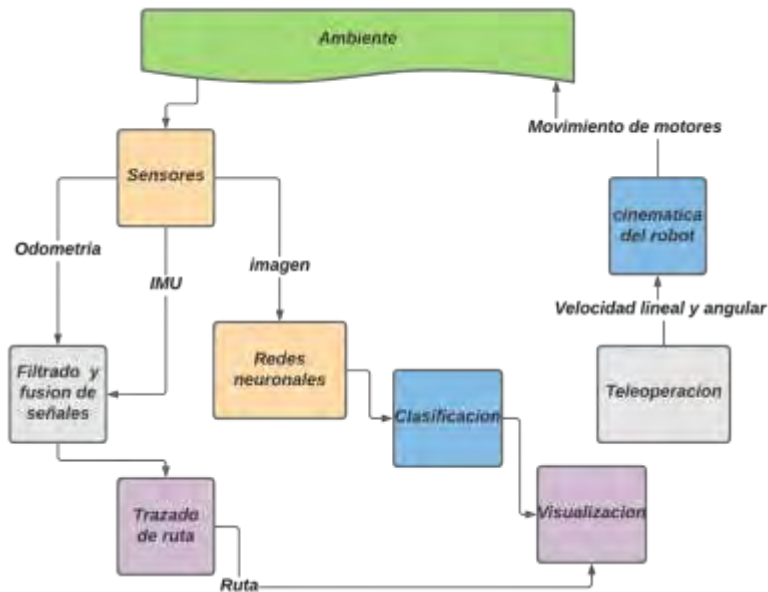 Ambiente
Movimiento de motores
Sensores
cinematica
del robot
Odometría
IMU
imagen
Velocidad lineal y angular
Filtrado y
fusion de
señales
Redes
neuronales
Teleoperacion
Clasificacion
Trazado
de ruta
Visualizacion
Ruta